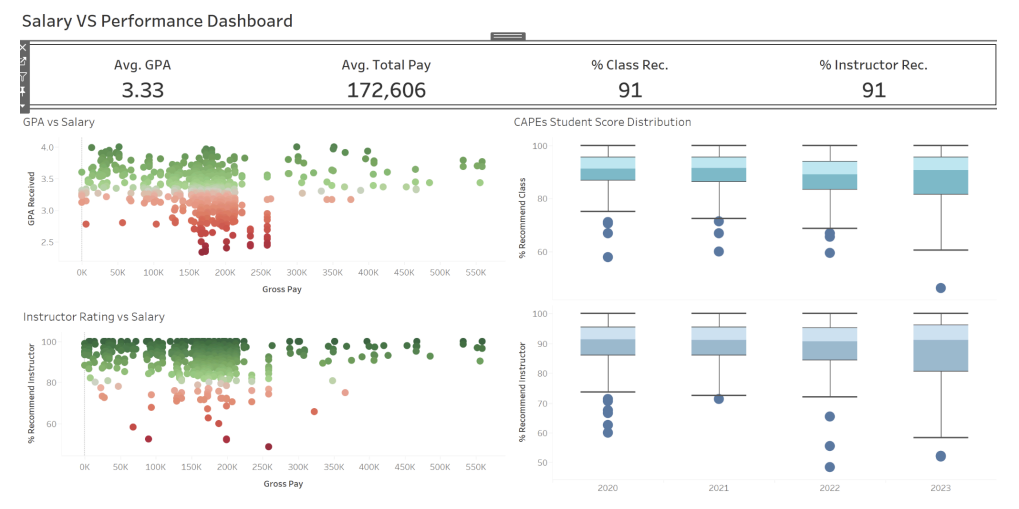 Salary VS Performance Dashboard
Avg. GPA
3.33
Avg. Total Pay
172,606
% Class Rec.
91
% Instructor Rec.
91
GPA vs Salary
GPA Received
4.0
3.5
3.0
2.5
0K 50K 100K 150K 200K 250K 300K 350K 400K 450K 500K 550K
Gross Pay
Instructor Rating vs Salary
% Recommend Instructor
100
80
60
0K 50K 100K 150K 200K 250K 300K 350K 400K 450K 500K 550K
Gross Pay
CAPEs Student Score Distribution
% Recommend Class
100
80
60
% Recommend Instructor
100
90
80
70
60
50
2020 2021 2022 2023